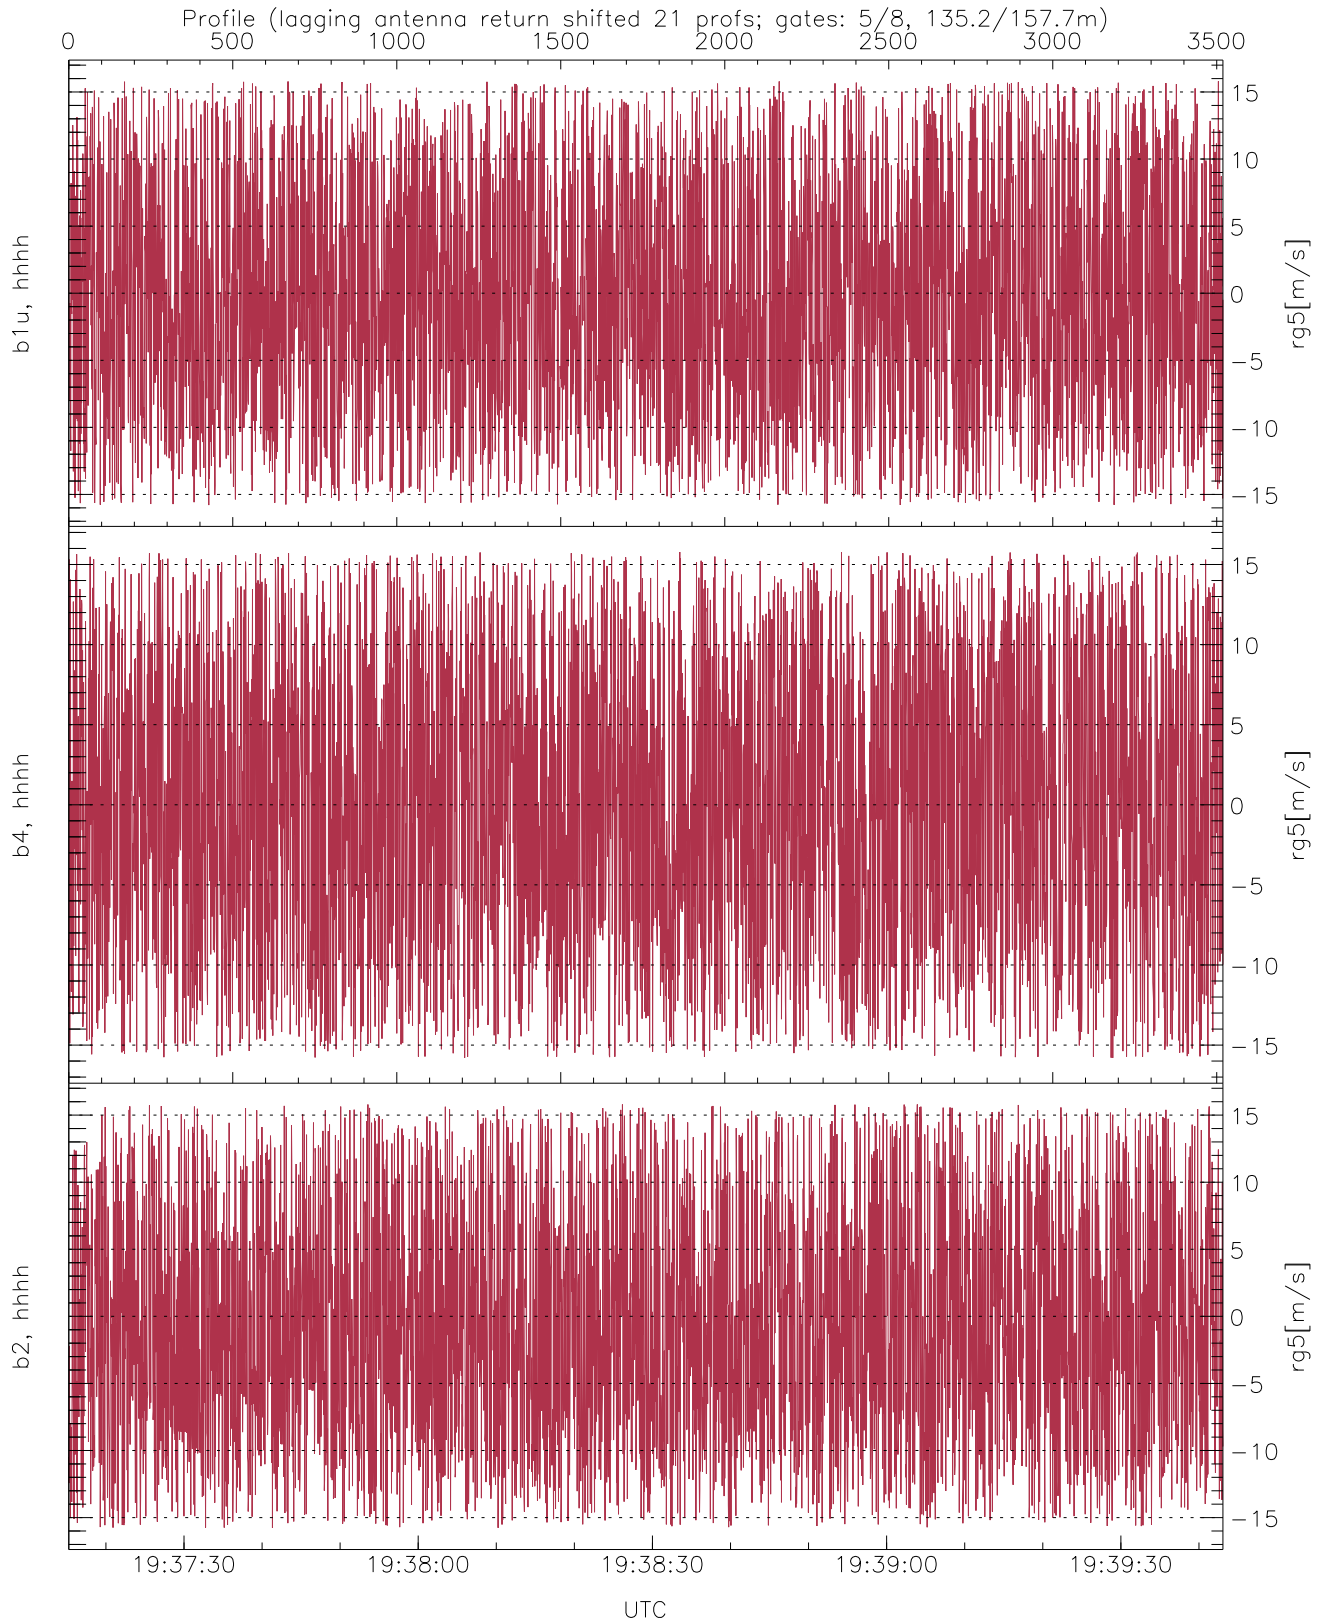 Profile (lagging antenna return shifted 21 profs; gates: 5/8, 135.2/157.7m)
0 500 1000 1500 2000 2500 3000 3500
b1u, hhhh
15
10
5
0
-5
-10
-15
rg5[m/s]
b4, hhhh
15
10
5
0
-5
-10
-15
rg5[m/s]
b2, hhhh
15
10
5
0
-5
-10
-15
rg5[m/s]
19:37:30 19:38:00 19:38:30 19:39:00 19:39:30
UTC